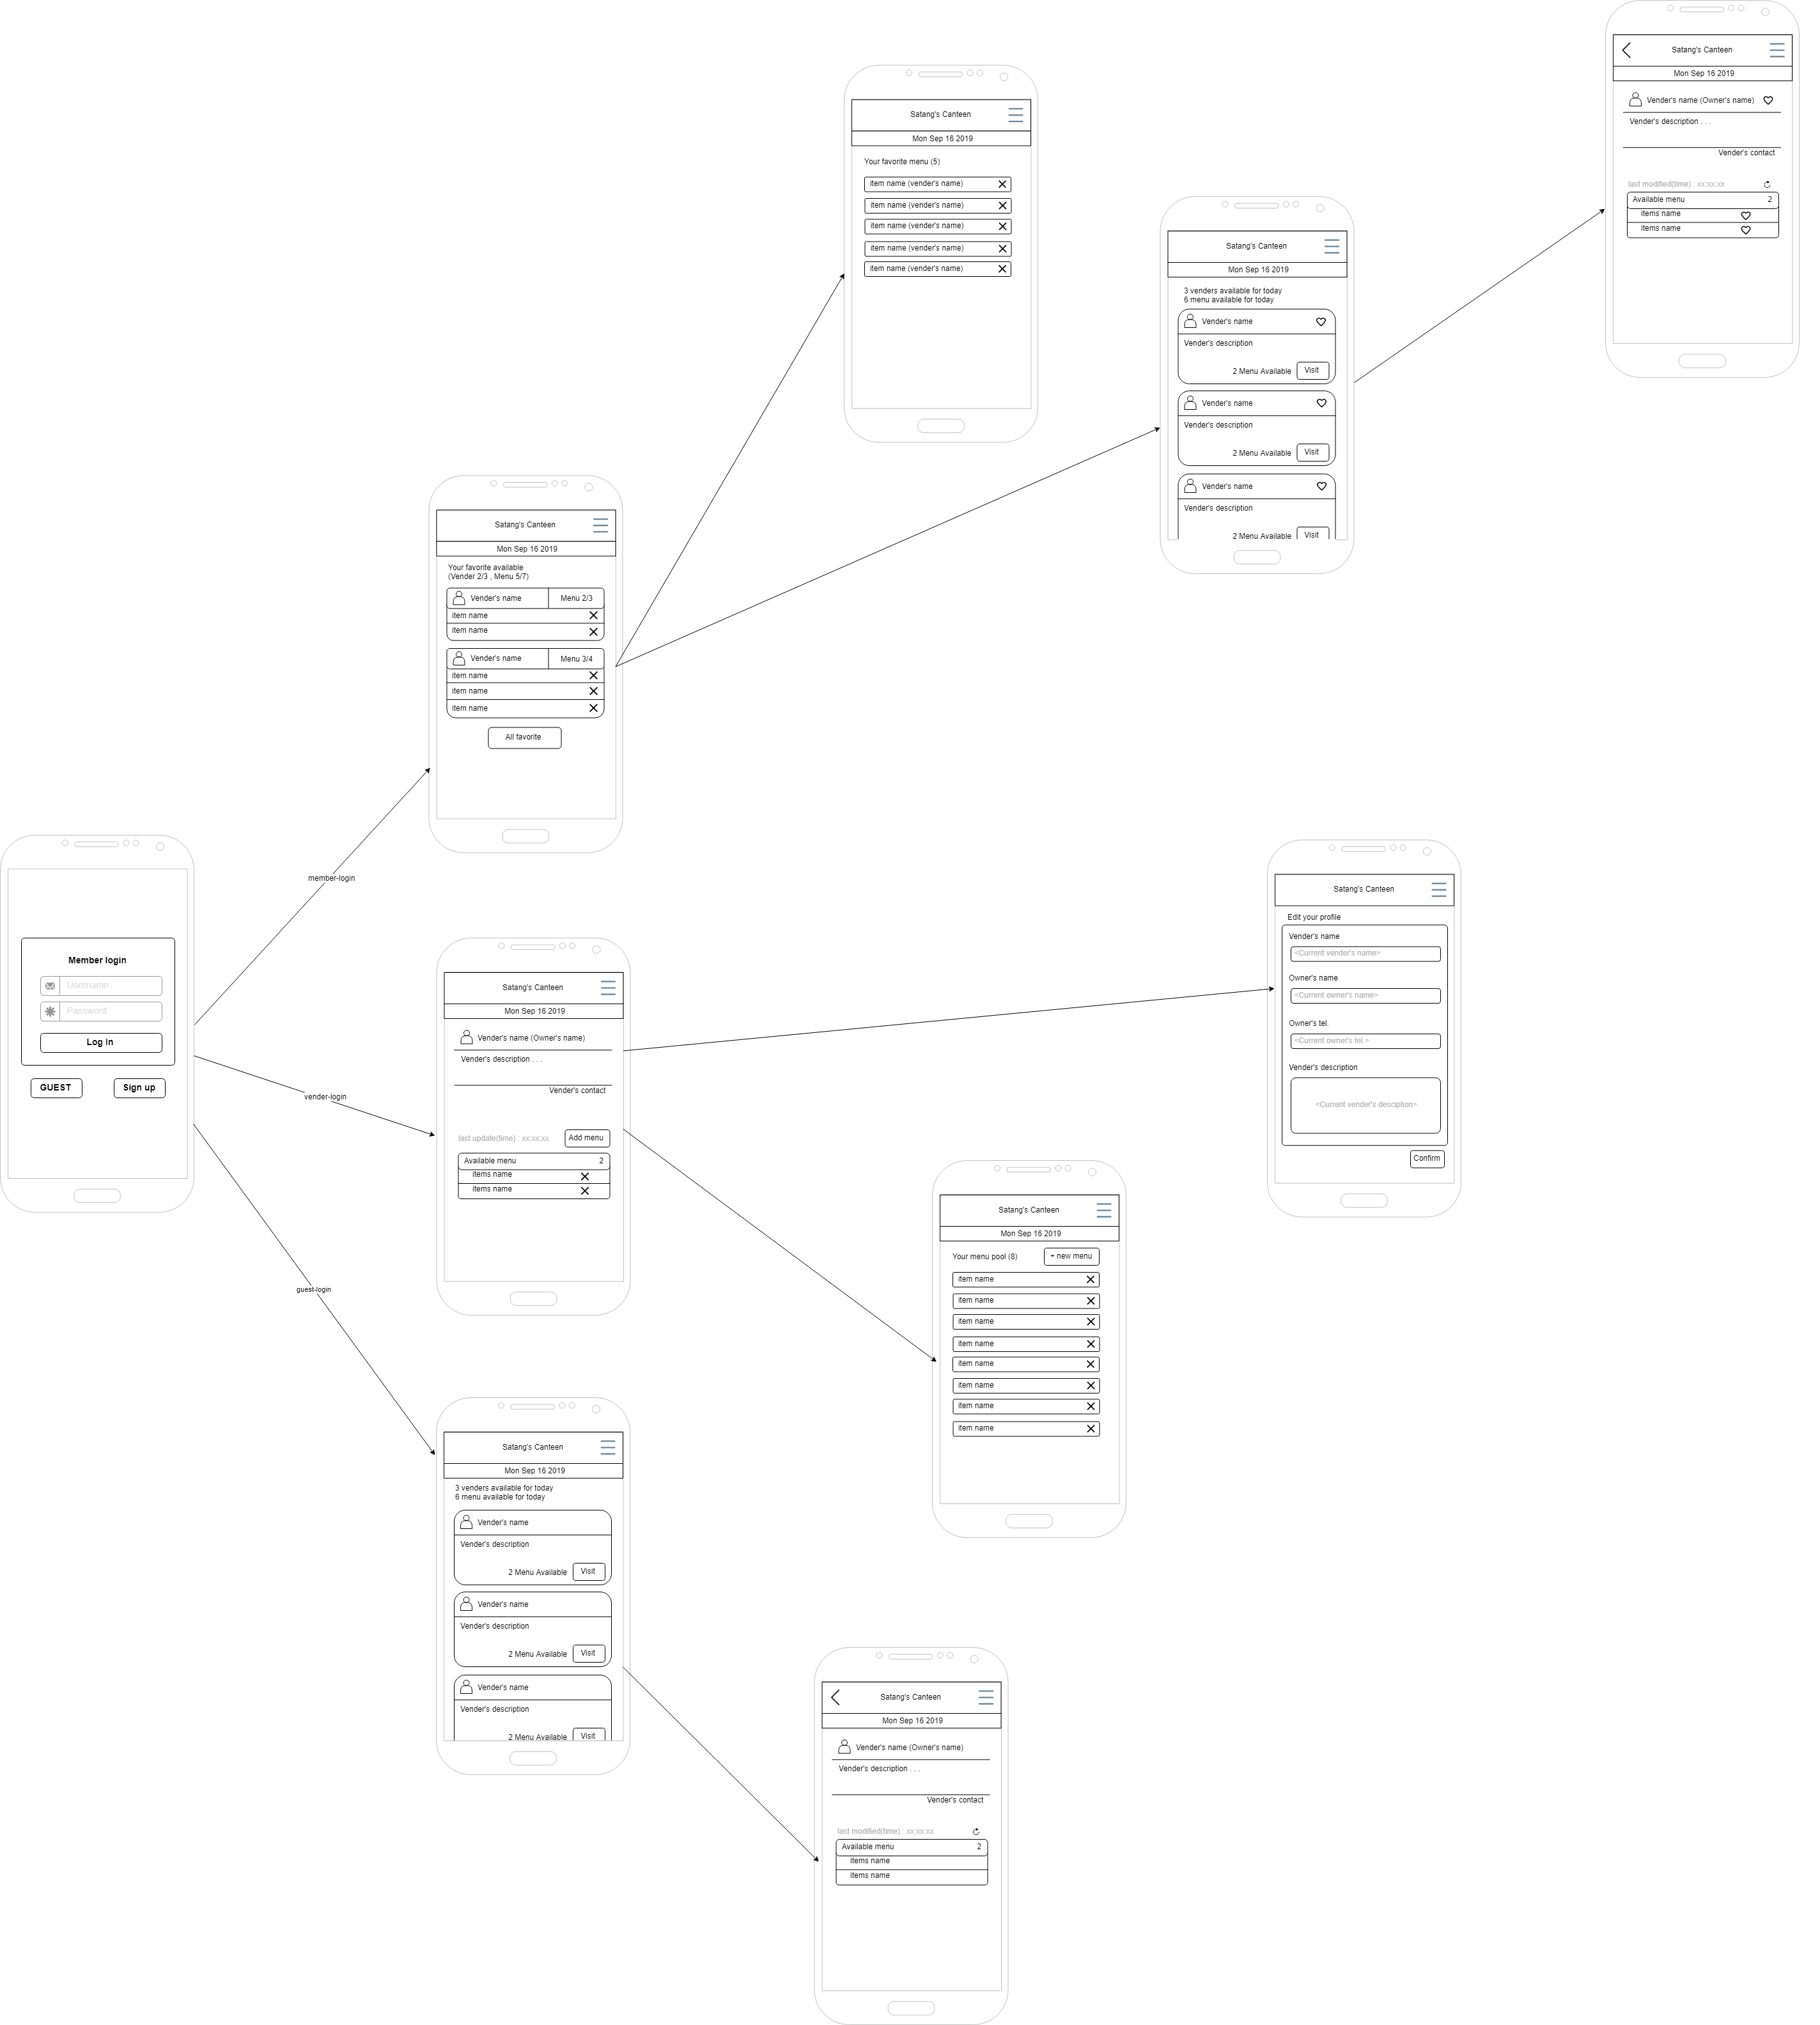 Satang's Canteen
Mon Sep 16 2019
Vender's name (Owner's name)
Vender's description . . .
Vender's contact
last modified(time) : xx:xx:xx
Available menu 2
items name
items name
Satang's Canteen
Mon Sep 16 2019
Your favorite menu (5)
item name (vender's name)
item name (vender's name)
item name (vender's name)
item name (vender's name)
item name (vender's name)
Satang's Canteen
Mon Sep 16 2019
3 venders available for today
6 menu available for today
Vender's name
Vender's description
2 Menu Available Visit
Vender's name
Vender's description
2 Menu Available Visit
Vender's name
Vender's description
2 Menu Available Visit
Satang's Canteen
Mon Sep 16 2019
Your favorite available
(Vender 2/3 , Menu 5/7)
Vender's name Menu 2/3
item name
item name
Vender's name Menu 3/4
item name
item name
item name
All favorite
member-login
Member login
Username
Password
Log In
GUEST Sign up
vender-login
guest-login
Satang's Canteen
Mon Sep 16 2019
Vender's name (Owner's name)
Vender's description . . .
Vender's contact
last update(time) : xx:xx:xx Add menu
Available menu 2
items name
items name
Satang's Canteen
Edit your profile
Vender's name
<Current vender's name>
Owner's name
<Current owner's name>
Owner's tel.
<Current owner's tel.>
Vender's description
<Current vender's desciption>
Confirm
Satang's Canteen
Mon Sep 16 2019
Your menu pool (8) + new menu
item name
item name
item name
item name
item name
item name
item name
item name
Satang's Canteen
Mon Sep 16 2019
3 venders available for today
6 menu available for today
Vender's name
Vender's description
2 Menu Available Visit
Vender's name
Vender's description
2 Menu Available Visit
Vender's name
Vender's description
2 Menu Available Visit
Satang's Canteen
Mon Sep 16 2019
Vender's name (Owner's name)
Vender's description . . .
Vender's contact
last modified(time) : xx:xx:xx
Available menu 2
items name
items name